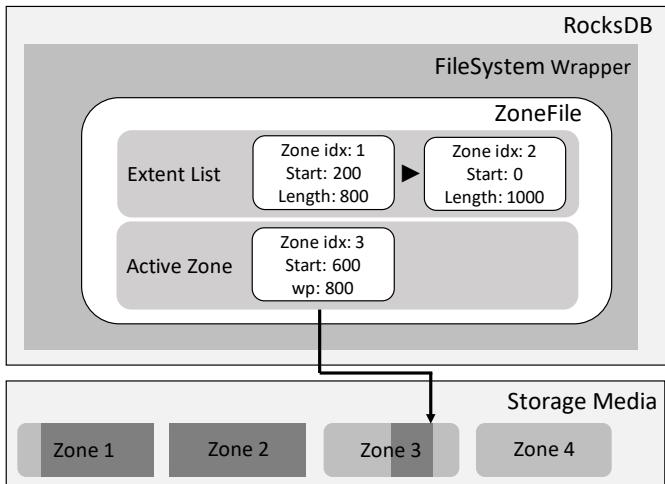 RocksDB
FileSystem Wrapper
ZoneFile
Extent List
Zone idx: 1
Start: 200
Length: 800
Zone idx: 2
Start: 0
Length: 1000
Active Zone
Zone idx: 3
Start: 600
wp: 800
Storage Media
Zone 1
Zone 2
Zone 3
Zone 4